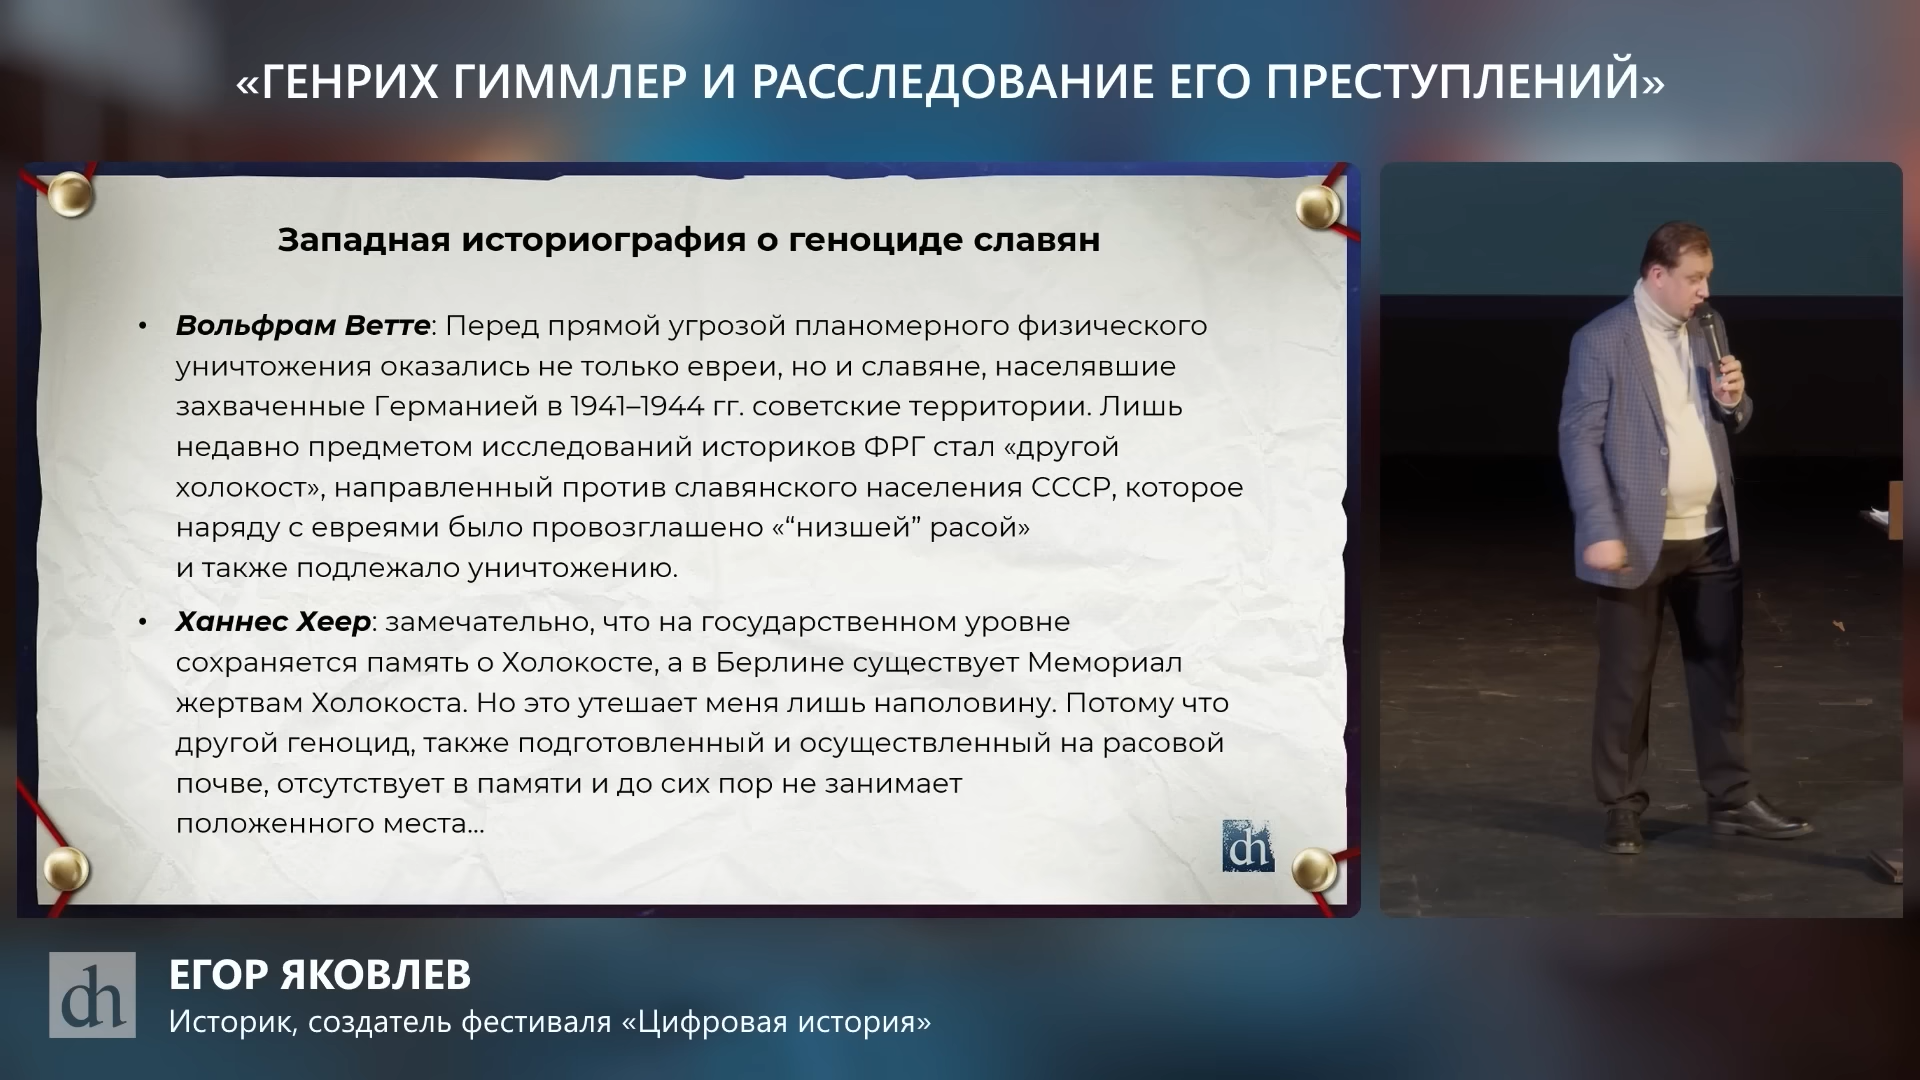 «ГЕНРИХ ГИММЛЕР И РАССЛЕДОВАНИЕ ЕГО ПРЕСТУПЛЕНИЙ»
Западная историография о геноциде славян
• Вольфрам Ветте: Перед прямой угрозой планомерного физического
уничтожения оказались не только евреи, но и славяне, населявшие
захваченные Германией в 1941–1944 гг. советские территории. Лишь
недавно предметом исследований историков ФРГ стал «другой
холокост», направленный против славянского населения СССР, которое
наряду с евреями было провозглашено «“низшей” расой»
и также подлежало уничтожению.
• Ханнес Хеер: замечательно, что на государственном уровне
сохраняется память о Холокосте, а в Берлине существует Мемориал
жертвам Холокоста. Но это утешает меня лишь наполовину. Потому что
другой геноцид, также подготовленный и осуществленный на расовой
почве, отсутствует в памяти и до сих пор не занимает
положенного места...
dh
dh
ЕГОР ЯКОВЛЕВ
Историк, создатель фестиваля «Цифровая история»